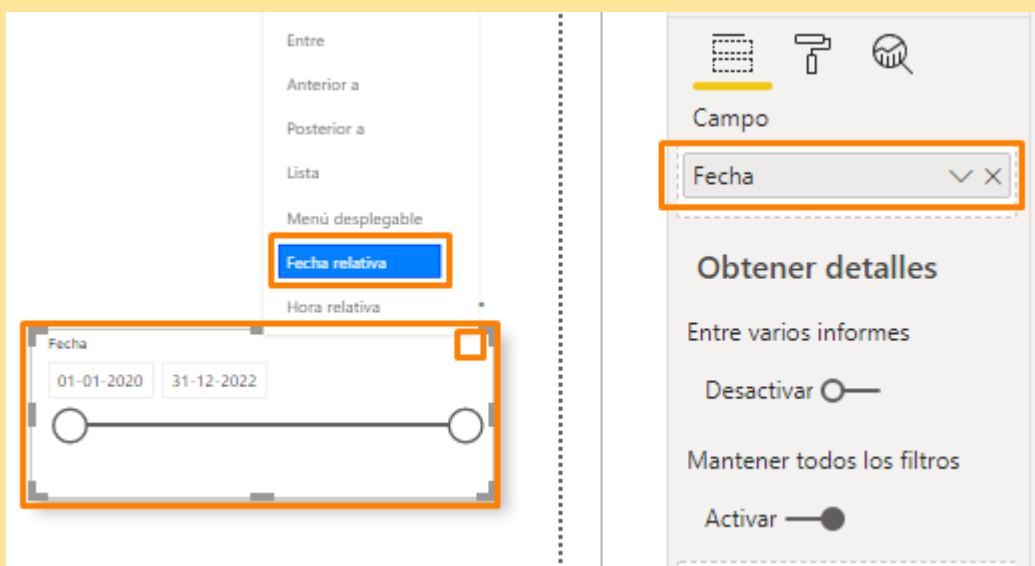 Entre
Anterior a
Posterior a
Lista
Menú desplegable
Fecha relativa
Hora relativa
Fecha
01-01-2020 31-12-2022
Campo
Fecha
Obtener detalles
Entre varios informes
Desactivar
Mantener todos los filtros
Activar